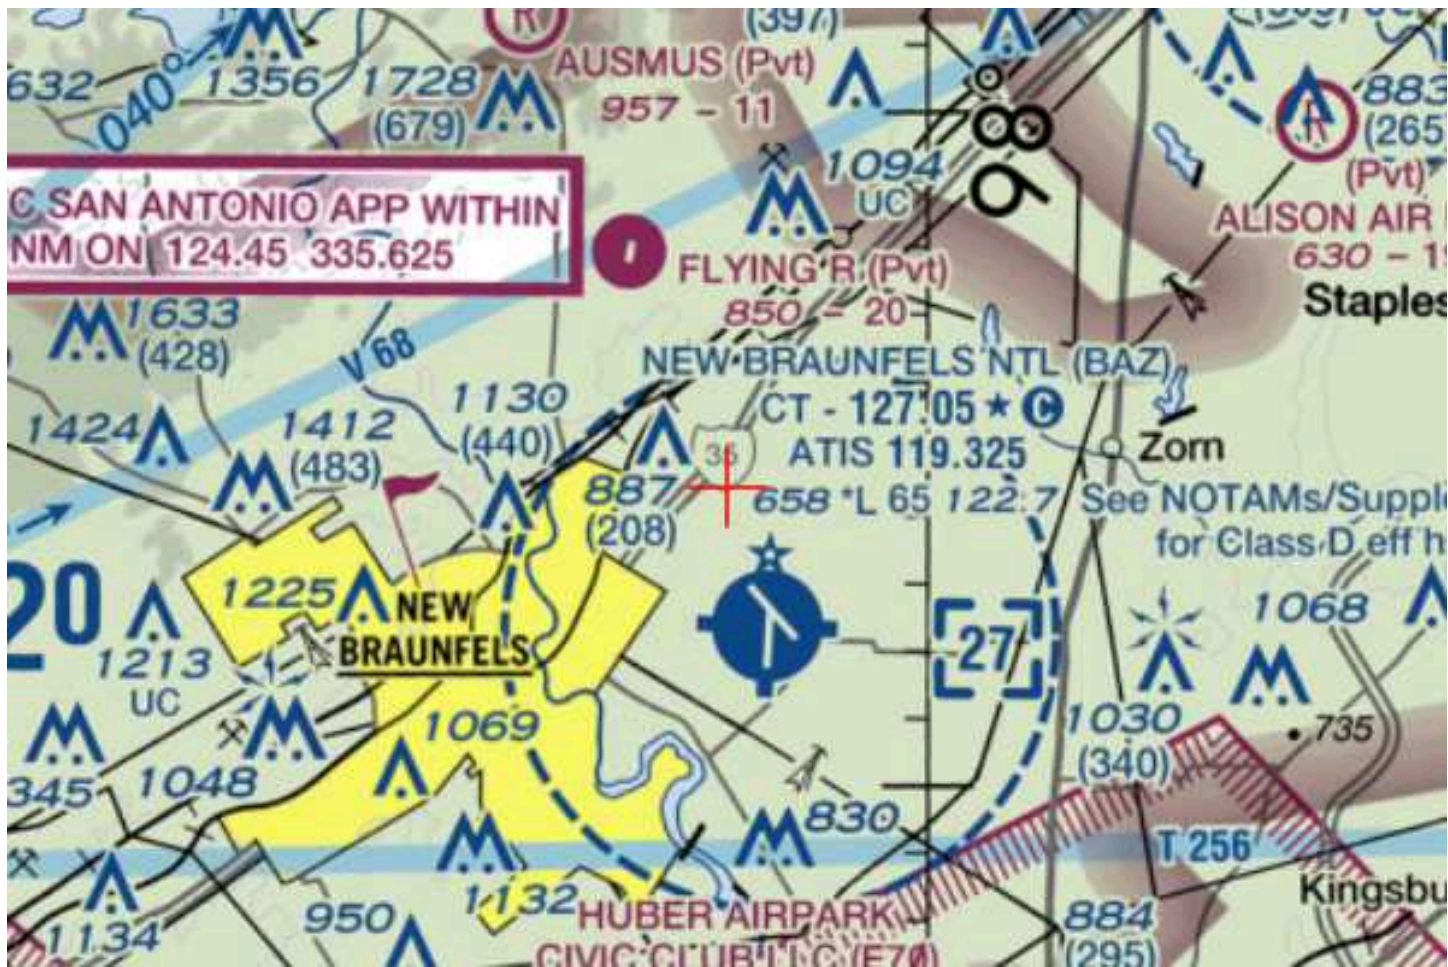 (397)
632
040°
1356
1728
(679)
R
AUSMUS (Pvt)
957 - 11
1094
UC
883
(265)
R
(Pvt)
ALISON AIR
630 - 1
Staples
C SAN ANTONIO APP WITHIN
NM ON 124.45 335.625
FLYING R (Pvt)
850 - 20
1633
(428)
V 68
NEW BRAUNFELS NTL (BAZ)
CT - 127.05 ★ C
ATIS 119.325
658 *L 65 122.7
See NOTAMs/Suppl
for Class D eff h
Zorn
35
1130
(440)
1424
1412
(483)
887
(208)
20
1225
NEW
BRAUNFELS
1213
UC
27
1068
1069
1030
(340)
735
345
1048
830
T 256
1132
HUBER AIRPARK
CIVIC CLUB LLC (E70)
950
1134
884
(295)
Kingsbu